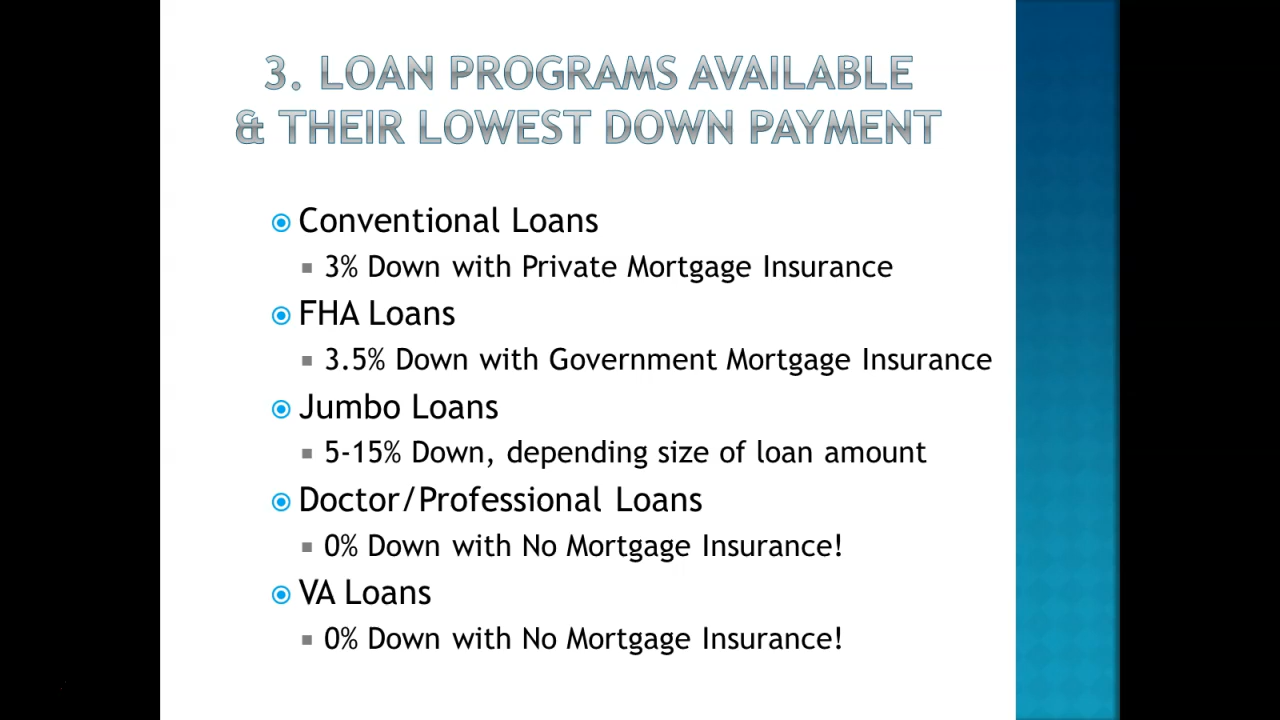 3. LOAN PROGRAMS AVAILABLE
& THEIR LOWEST DOWN PAYMENT
Conventional Loans
3% Down with Private Mortgage Insurance
FHA Loans
3.5% Down with Government Mortgage Insurance
Jumbo Loans
5-15% Down, depending size of loan amount
Doctor/Professional Loans
0% Down with No Mortgage Insurance!
VA Loans
0% Down with No Mortgage Insurance!